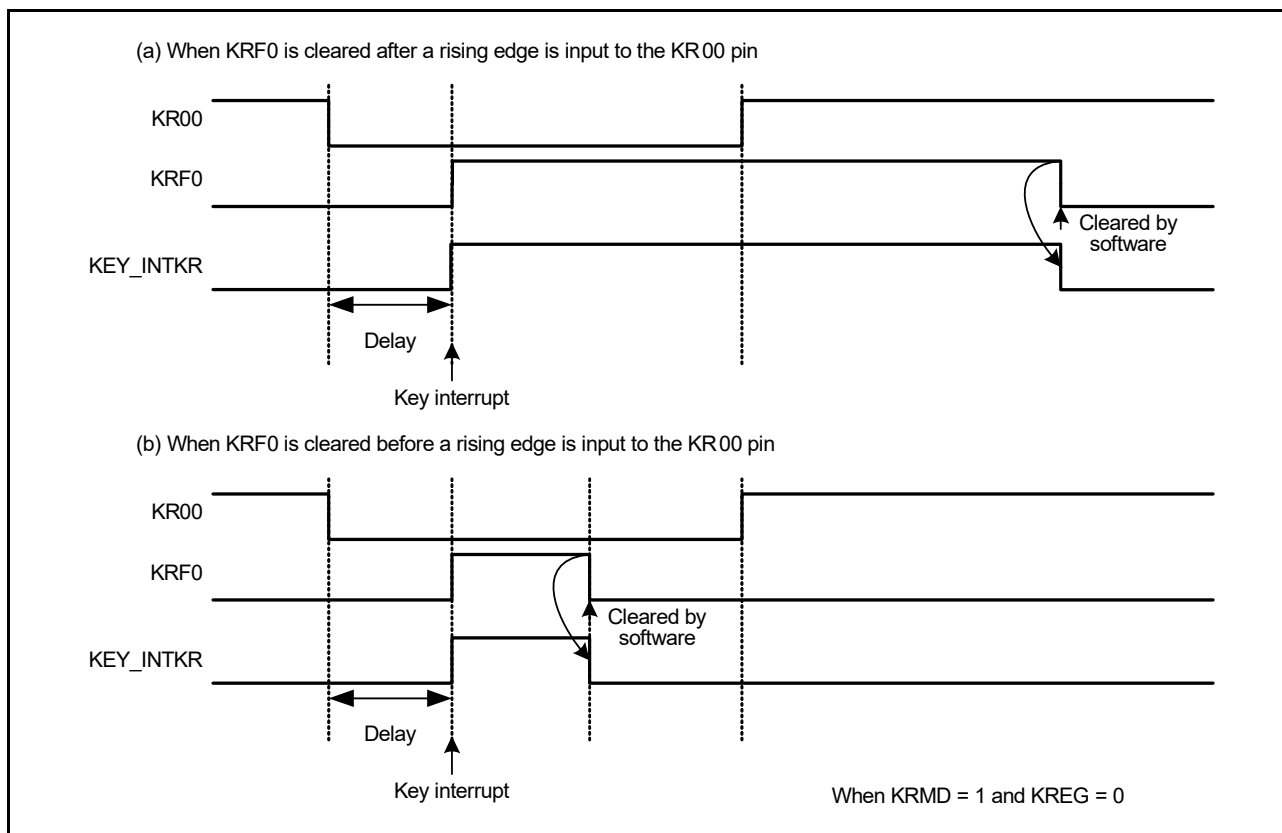 (a) When KRF0 is cleared after a rising edge is input to the KR00 pin
KR00
KRF0
Cleared by
software
KEY_INTKR
Delay
Key interrupt
(b) When KRF0 is cleared before a rising edge is input to the KR00 pin
KR00
KRF0
Cleared by
software
KEY_INTKR
Delay
Key interrupt
When KRMD = 1 and KREG = 0